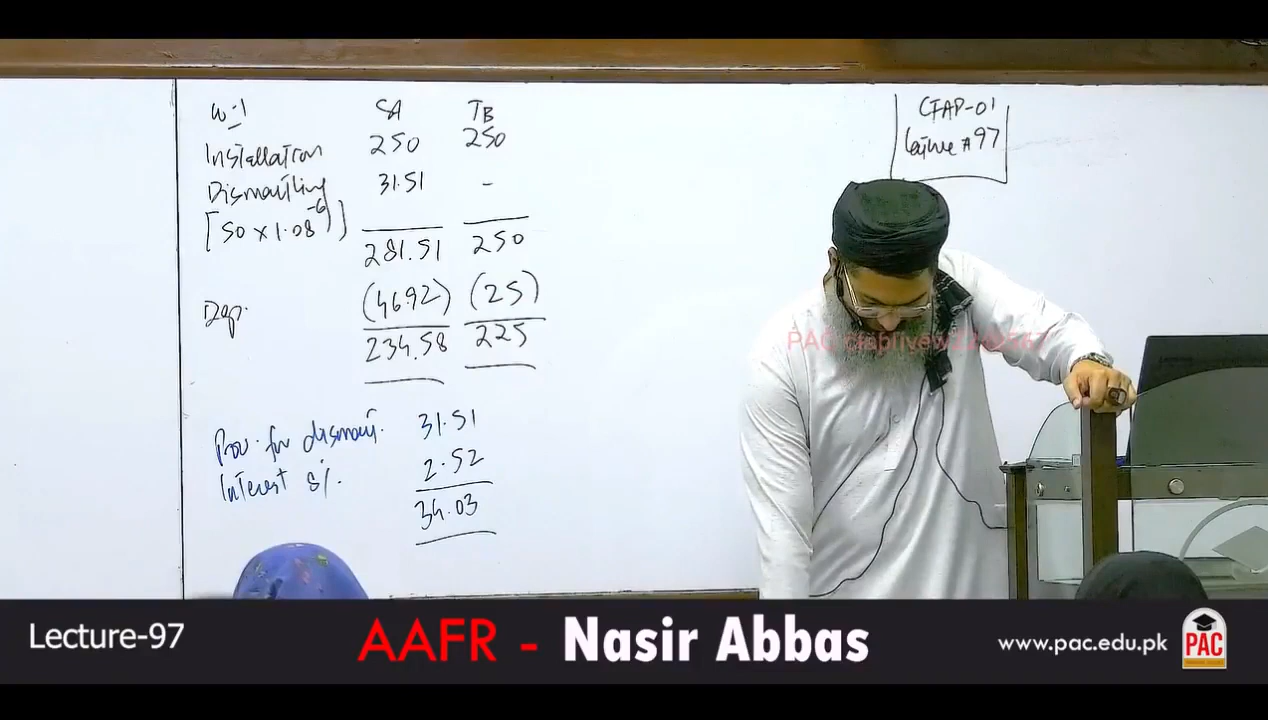 W-1 SA TB
Installation 250 250
Dismantling 31.51 -
[50 x 1.08^-6)]
281.51 250
Dep. (46.92) (25)
234.58 225
Prov. for dismant. 31.51
Interest 8%. 2.52
34.03
CFAP-01
Lecture # 97
PAC
Lecture-97
AAFR - Nasir Abbas
www.pac.edu.pk
PAC